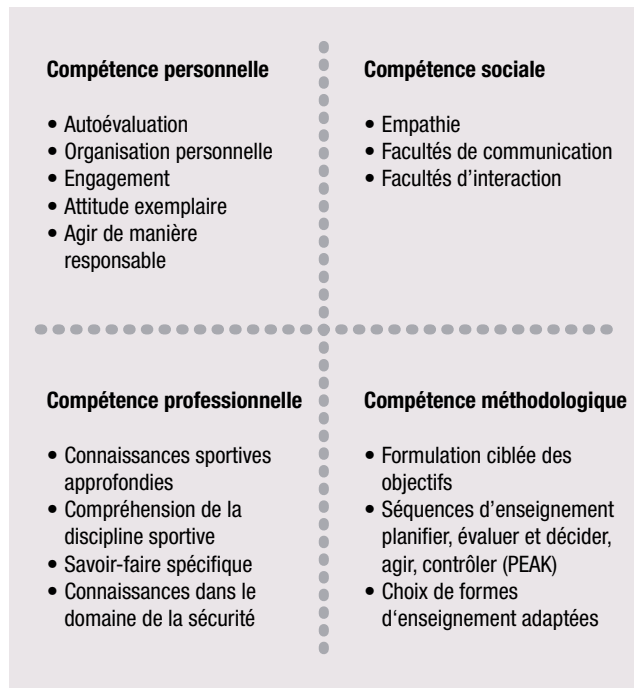 Compétence personnelle
• Autoévaluation
• Organisation personnelle
• Engagement
• Attitude exemplaire
• Agir de manière
responsable
Compétence sociale
• Empathie
• Facultés de communication
• Facultés d’interaction
Compétence professionnelle
• Connaissances sportives
approfondies
• Compréhension de la
discipline sportive
• Savoir-faire spécifique
• Connaissances dans le
domaine de la sécurité
Compétence méthodologique
• Formulation ciblée des
objectifs
• Séquences d’enseignement
planifier, évaluer et décider,
agir, contrôler (PEAK)
• Choix de formes
d‘enseignement adaptées